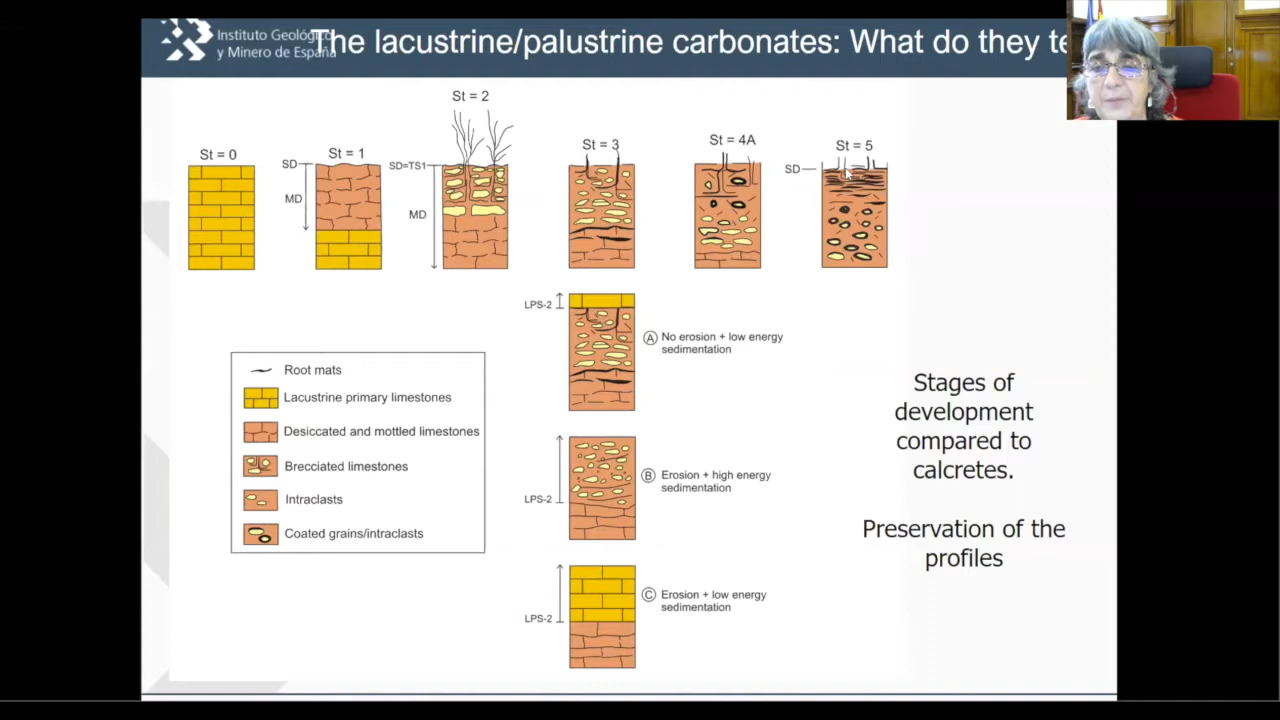 Instituto Geológico
y Minero de España
The lacustrine/palustrine carbonates: What do they te
St = 0
St = 1
St = 2
St = 3
St = 4A
St = 5
SD
MD
SD=TS1
MD
SD
LPS-2
A No erosion + low energy
sedimentation
LPS-2
B Erosion + high energy
sedimentation
LPS-2
C Erosion + low energy
sedimentation
Root mats
Lacustrine primary limestones
Desiccated and mottled limestones
Brecciated limestones
Intraclasts
Coated grains/intraclasts
Stages of
development
compared to
calcretes.
Preservation of the
profiles